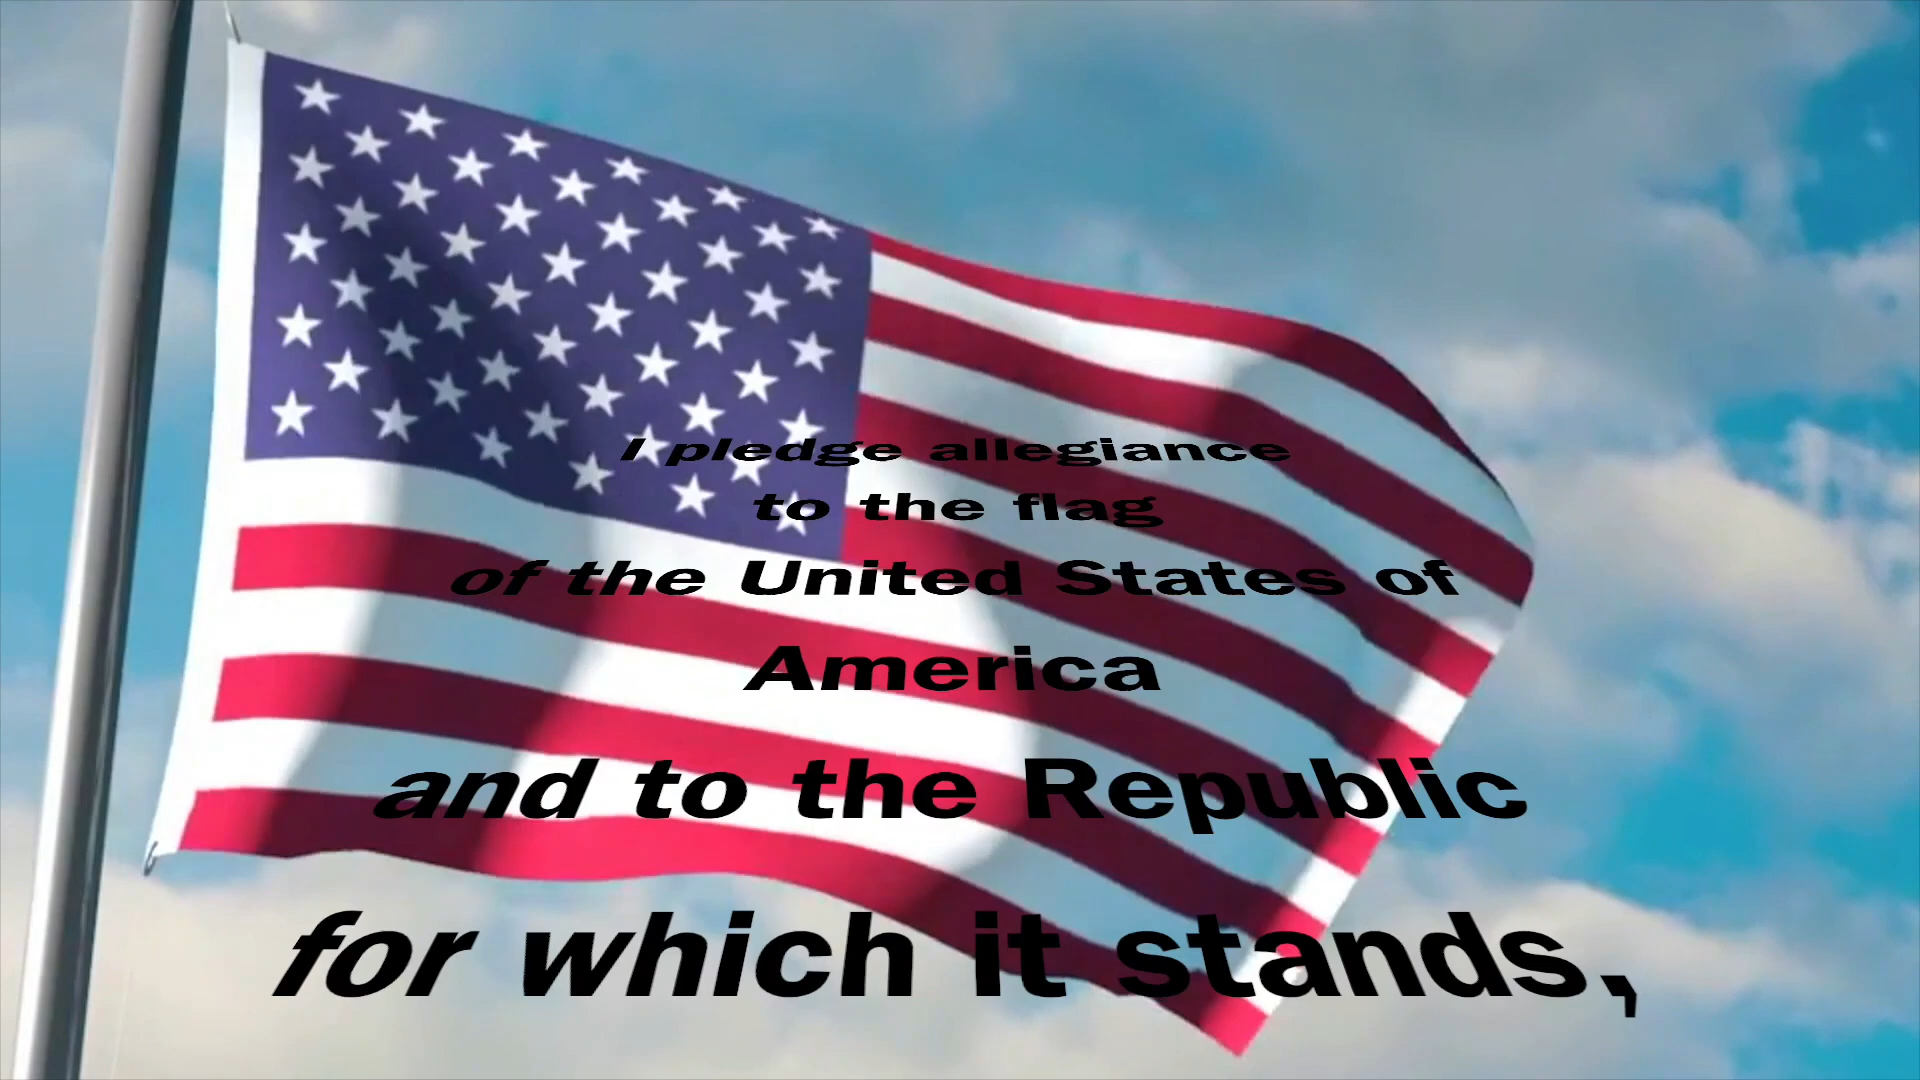 I pledge allegiance
to the flag
of the United States of
America
and to the Republic
for which it stands,